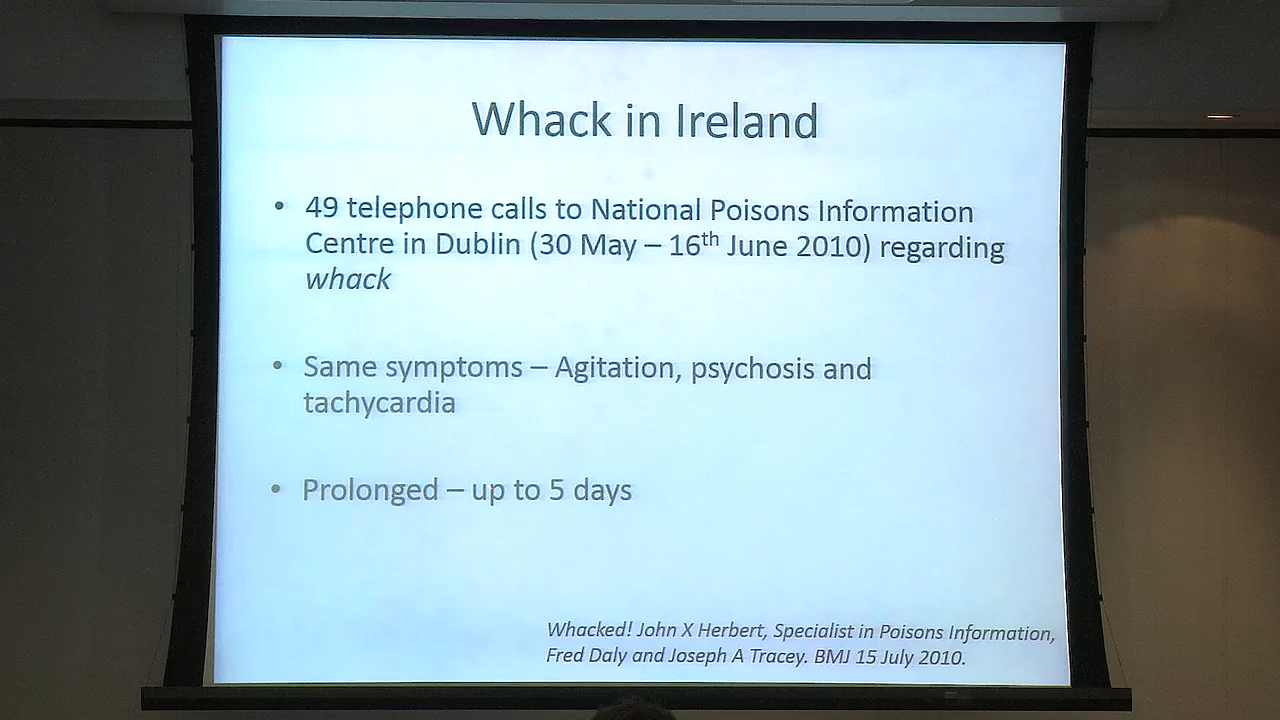 Whack in Ireland
• 49 telephone calls to National Poisons Information
Centre in Dublin (30 May – 16th June 2010) regarding
whack
• Same symptoms – Agitation, psychosis and
tachycardia
• Prolonged – up to 5 days
Whacked! John X Herbert, Specialist in Poisons Information,
Fred Daly and Joseph A Tracey. BMJ 15 July 2010.